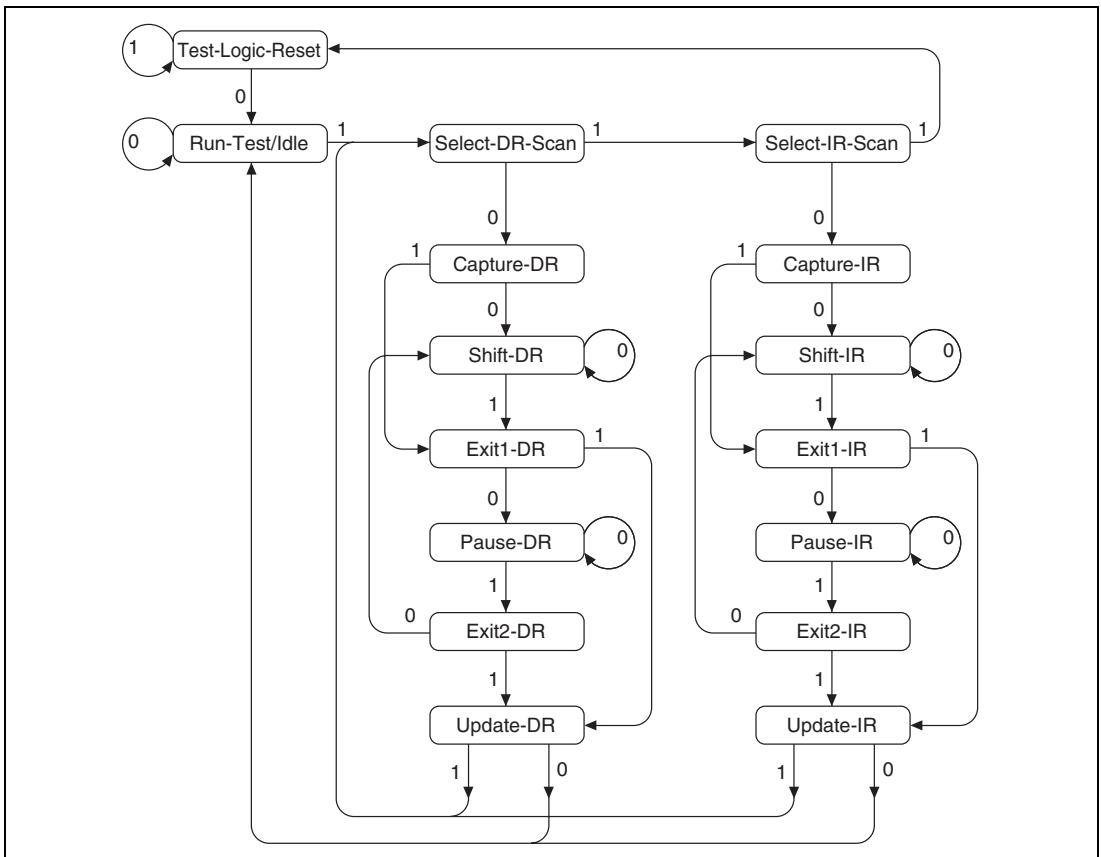 1
Test-Logic-Reset
0
0
Run-Test/Idle
1
Select-DR-Scan
1
Select-IR-Scan
1
0
0
1
Capture-DR
1
Capture-IR
0
0
Shift-DR
0
Shift-IR
0
1
1
Exit1-DR
1
Exit1-IR
1
0
0
Pause-DR
0
Pause-IR
0
1
1
0
Exit2-DR
0
Exit2-IR
1
1
Update-DR
Update-IR
1
0
1
0